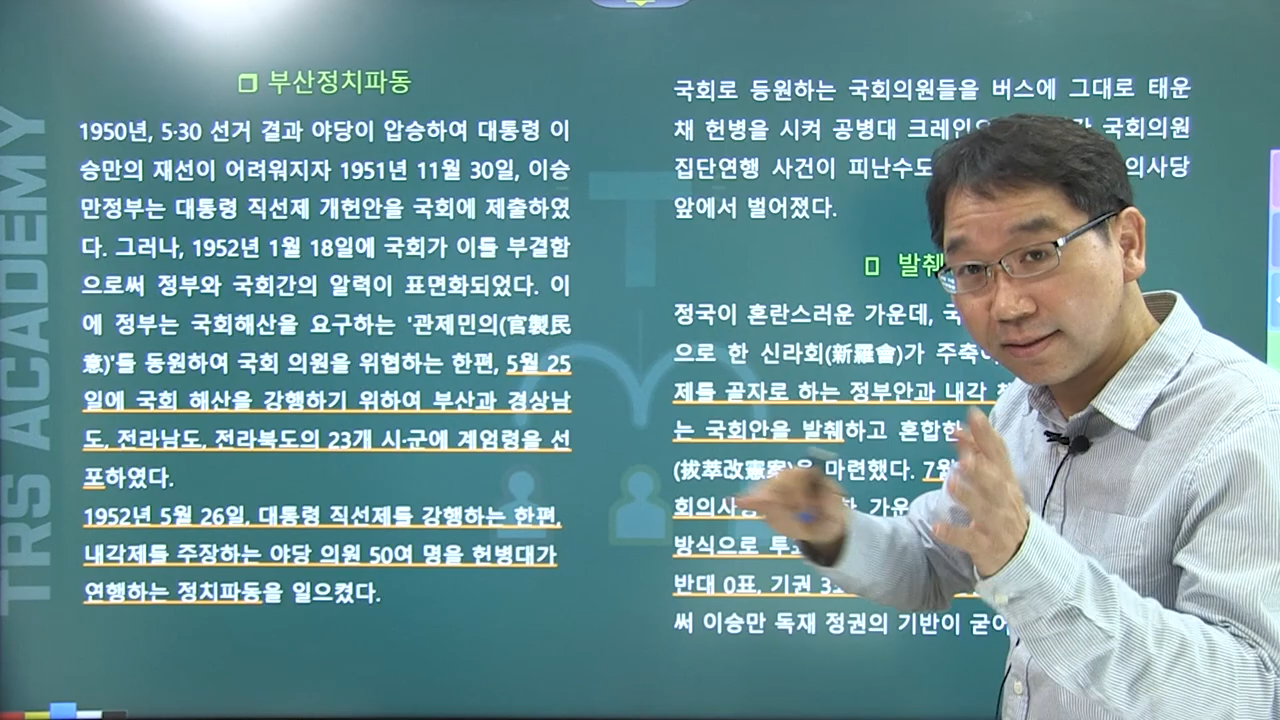 TRS ACADEMY
❐ 부산정치파동
1950년, 5·30 선거 결과 야당이 압승하여 대통령 이
승만의 재선이 어려워지자 1951년 11월 30일, 이승
만정부는 대통령 직선제 개헌안을 국회에 제출하였
다. 그러나, 1952년 1월 18일에 국회가 이를 부결함
으로써 정부와 국회간의 알력이 표면화되었다. 이
에 정부는 국회해산을 요구하는 '관제민의(官製民
意)'를 동원하여 국회 의원을 위협하는 한편, 5월 25
일에 국회 해산을 강행하기 위하여 부산과 경상남
도, 전라남도, 전라북도의 23개 시·군에 계엄령을 선
포하였다.
1952년 5월 26일, 대통령 직선제를 강행하는 한편,
내각제를 주장하는 야당 의원 50여 명을 헌병대가
연행하는 정치파동을 일으켰다.
국회로 등원하는 국회의원들을 버스에 그대로 태운
채 헌병을 시켜 공병대 국회의원
집단연행 사건이 의사당
앞에서 벌어졌다.
❐
정국이 혼란스러운 가운데,
으로 한 신라회(新羅會)가
제를 골자로 하는 정부안과 내각
는 국회안을 발췌하고 혼합한
(拔萃改憲案)을 마련했다.
가운
방식으로
반대 0표, 기권
써 이승만 독재 정권의 기반이